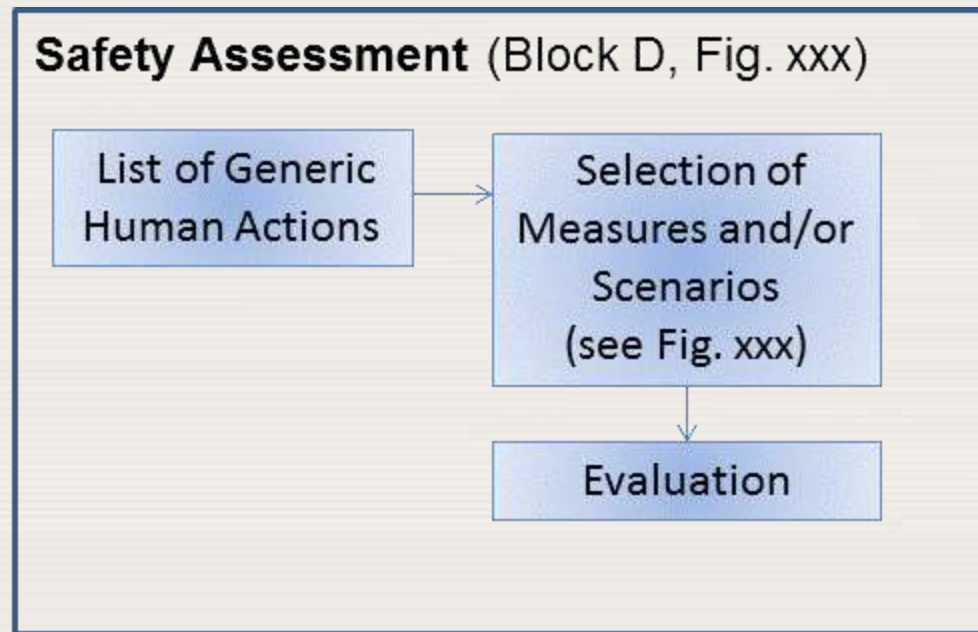 Safety Assessment (Block D, Fig. xxx)
List of Generic
Human Actions
Selection of
Measures and/or
Scenarios
(see Fig. xxx)
Evaluation